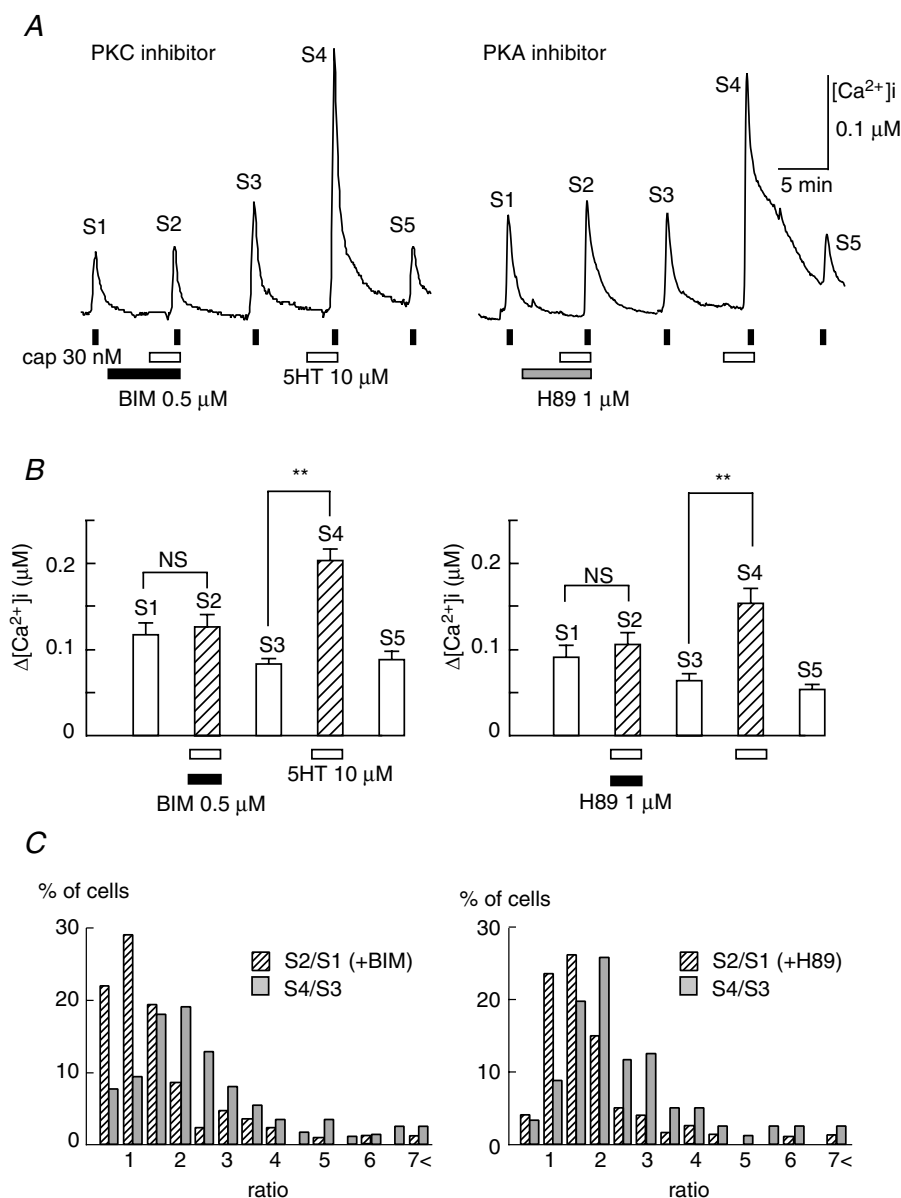 A
PKC inhibitor
S1
S2
S3
S4
S5
cap 30 nM
BIM 0.5 µM
5HT 10 µM
PKA inhibitor
S1
S2
S3
S4
S5
[Ca2+]i
0.1 µM
5 min
H89 1 µM
B
Δ[Ca2+]i (µM)
0.2
0.1
0
NS
**
S1
S2
S3
S4
S5
5HT 10 µM
BIM 0.5 µM
Δ[Ca2+]i (µM)
0.2
0.1
0
NS
**
S1
S2
S3
S4
S5
H89 1 µM
C
% of cells
30
20
10
0
S2/S1 (+BIM)
S4/S3
1 2 3 4 5 6 7<
ratio
% of cells
30
20
10
0
S2/S1 (+H89)
S4/S3
1 2 3 4 5 6 7<
ratio